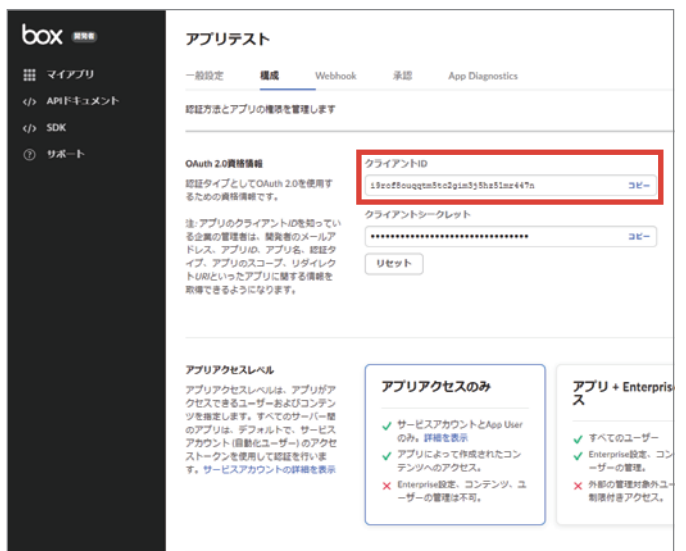 box 開発者
マイアプリ
</> APIドキュメント
</> SDK
サポート
アプリテスト
一般設定 構成 Webhook 承認 App Diagnostics
認証方法とアプリの権限を管理します
OAuth 2.0資格情報
認証タイプとしてOAuth 2.0を使用す
るための資格情報です。
注: アプリのクライアントIDを知ってい
る企業の管理者は、開発者のメールア
ドレス、アプリID、アプリ名、認証タ
イプ、アプリのスコープ、リダイレク
トURIといったアプリに関する情報を
取得できるようになります。
クライアントID
コピー
クライアントシークレット
コピー
リセット
アプリアクセスレベル
アプリアクセスレベルは、アプリがア
クセスできるユーザーおよびコンテン
ツを指定します。すべてのサーバー間
のアプリは、デフォルトで、サービス
アカウント (自動化ユーザー) のアクセ
ストークンを使用して認証を行いま
す。サービスアカウントの詳細を表示
アプリアクセスのみ
サービスアカウントとApp User
のみ。詳細を表示
アプリによって作成されたコン
テンツへのアクセス。
Enterprise設定、コンテンツ、ユ
ーザーの管理は不可。
アプリ + Enterpris
ス
すべてのユーザー
Enterprise設定、コン
ーザーの管理。
外部の管理対象外ユー
制限付きアクセス。